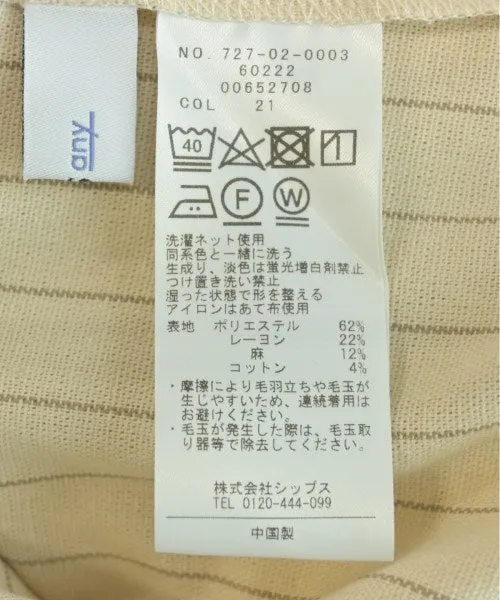 NO. 727-02-0003
60222
00652708
COL 21
any
40
F
W
洗濯ネット使用
同系色と一緒に洗う
生成り、淡色は蛍光増白剤禁止
つけ置き洗い禁止
湿った状態で形を整える
アイロンはあて布使用
表地 ポリエステル 62%
レーヨン 22%
麻 12%
コットン 4%
・摩擦により毛羽立ちや毛玉が
生じやすいため、連続着用は
お避けください。
・毛玉が発生した際は、毛玉取
り器等で除去してください。
株式会社シップス
TEL 0120-444-099
中国製